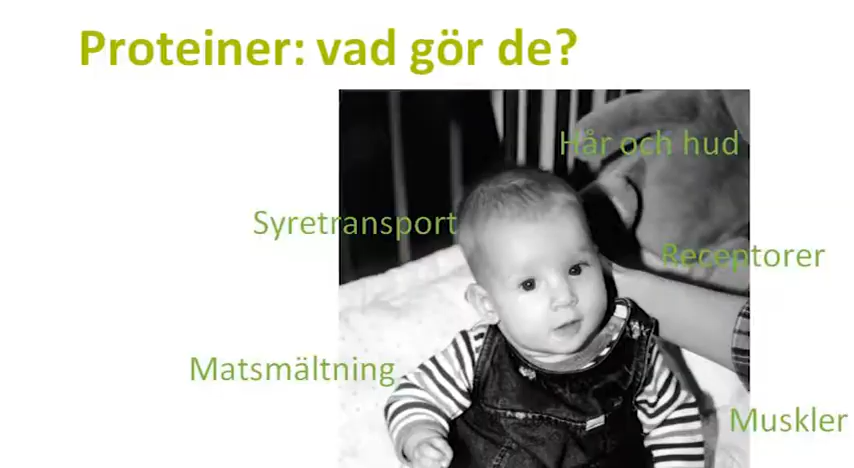 Proteiner: vad gör de?
Hår och hud
Syretransport
Receptorer
Matsmältning
Muskler